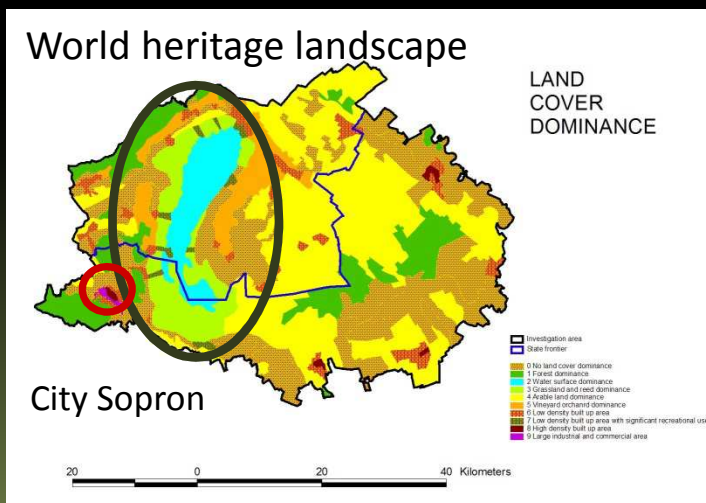 World heritage landscape
LAND
COVER
DOMINANCE
City Sopron
Investigation area
State frontier
0 No land cover dominance
1 Forest dominance
2 Water surface dominance
3 Grassland and reed dominance
4 Arable land dominance
5 Vineyard orchanrd dominance
6 Low density built up area
7 Low density built up area with significant recreational use
8 High density built up area
9 Large industrial and commercial area
20 0 20 40 Kilometers